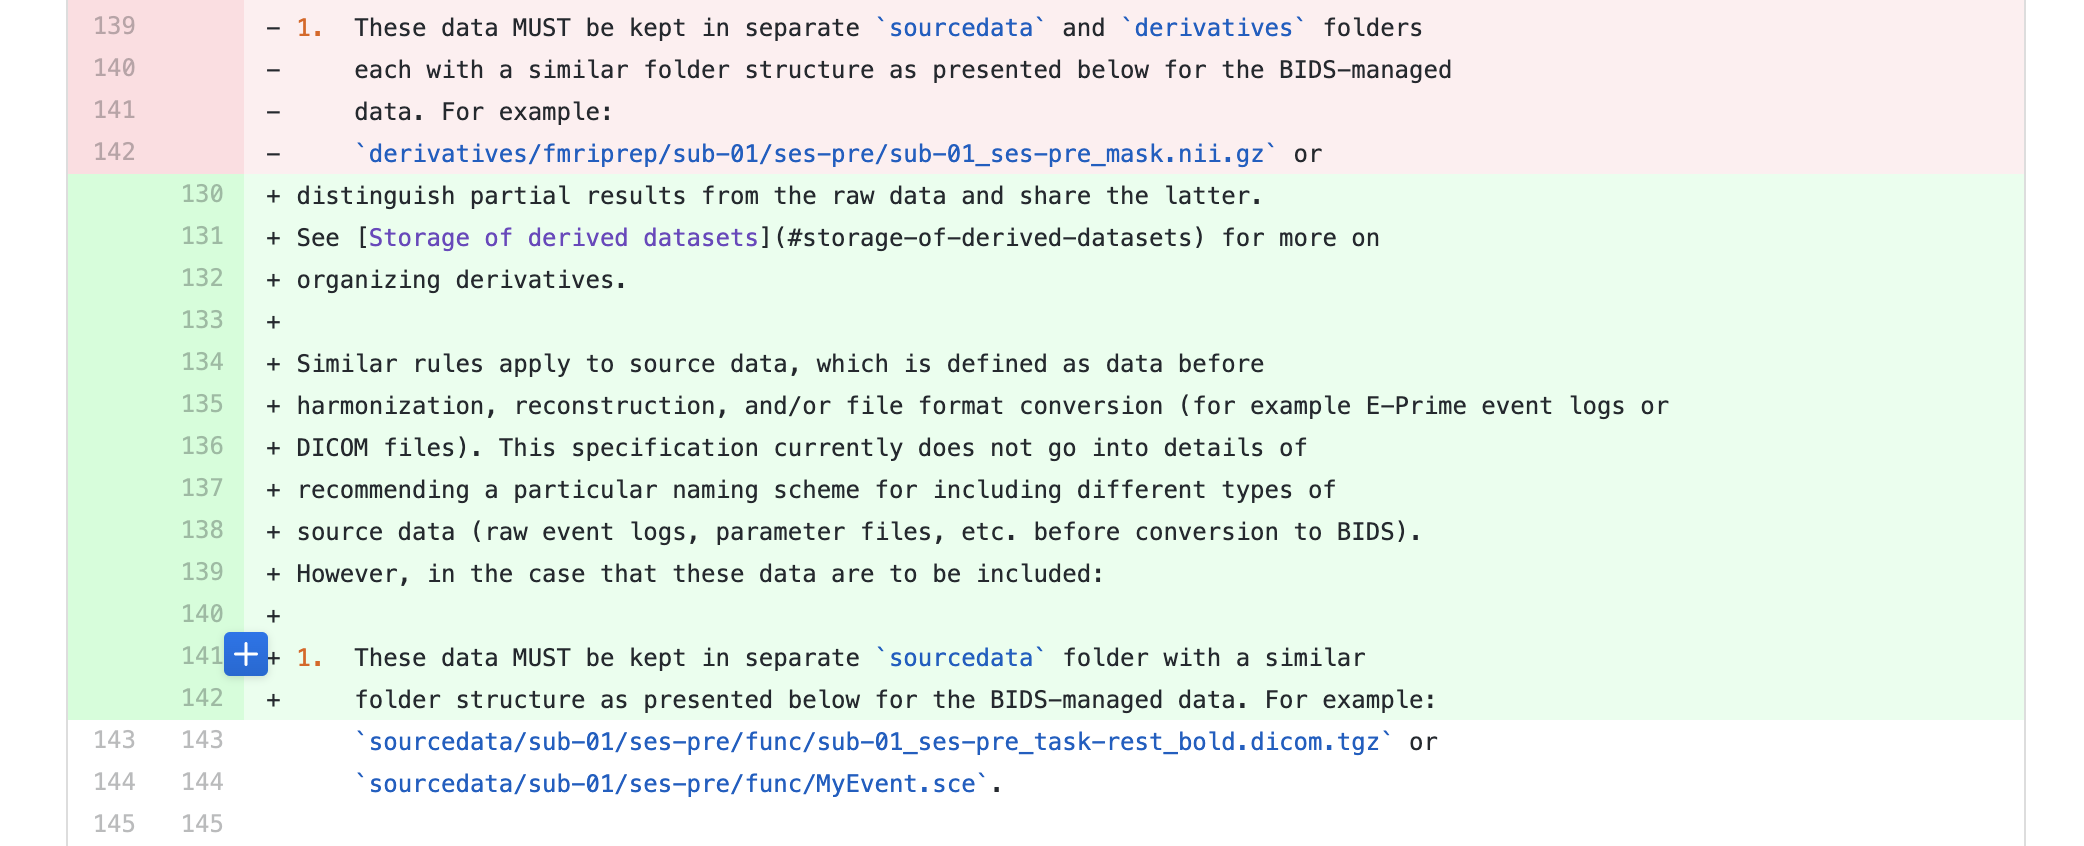 139 - 1.  These data MUST be kept in separate `sourcedata` and `derivatives` folders
140 -     each with a similar folder structure as presented below for the BIDS-managed
141 -     data. For example:
142 -     `derivatives/fmriprep/sub-01/ses-pre/sub-01_ses-pre_mask.nii.gz` or
130 + distinguish partial results from the raw data and share the latter.
131 + See [Storage of derived datasets](#storage-of-derived-datasets) for more on
132 + organizing derivatives.
133 +
134 + Similar rules apply to source data, which is defined as data before
135 + harmonization, reconstruction, and/or file format conversion (for example E-Prime event logs or
136 + DICOM files). This specification currently does not go into details of
137 + recommending a particular naming scheme for including different types of
138 + source data (raw event logs, parameter files, etc. before conversion to BIDS).
139 + However, in the case that these data are to be included:
140 +
141 + + 1.  These data MUST be kept in separate `sourcedata` folder with a similar
142 +     folder structure as presented below for the BIDS-managed data. For example:
143 143     `sourcedata/sub-01/ses-pre/func/sub-01_ses-pre_task-rest_bold.dicom.tgz` or
144 144     `sourcedata/sub-01/ses-pre/func/MyEvent.sce`.
145 145